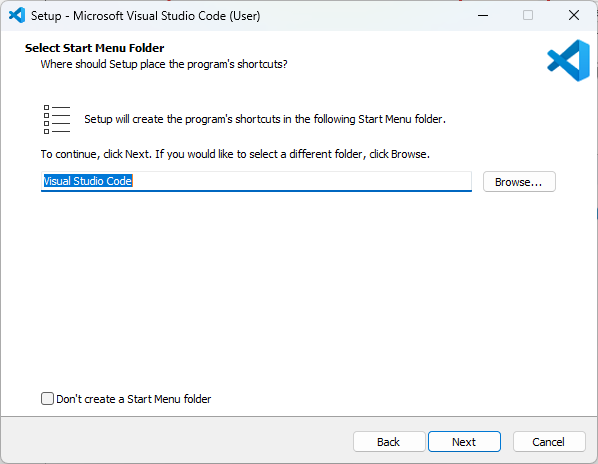 Setup - Microsoft Visual Studio Code (User)
Select Start Menu Folder
Where should Setup place the program's shortcuts?
Setup will create the program's shortcuts in the following Start Menu folder.
To continue, click Next. If you would like to select a different folder, click Browse.
Visual Studio Code
Browse...
Don't create a Start Menu folder
Back
Next
Cancel